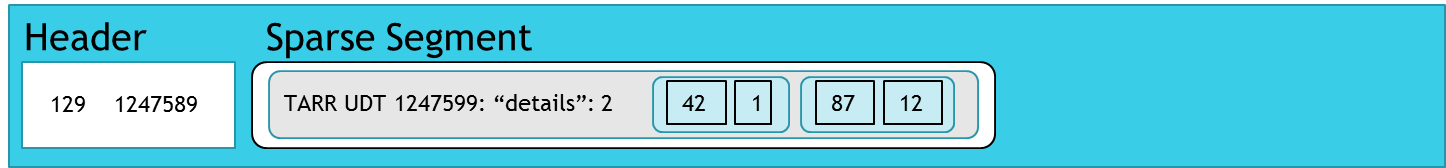 Header Sparse Segment
129 1247589 TARR UDT 1247599: “details”: 2 42 1 87 12